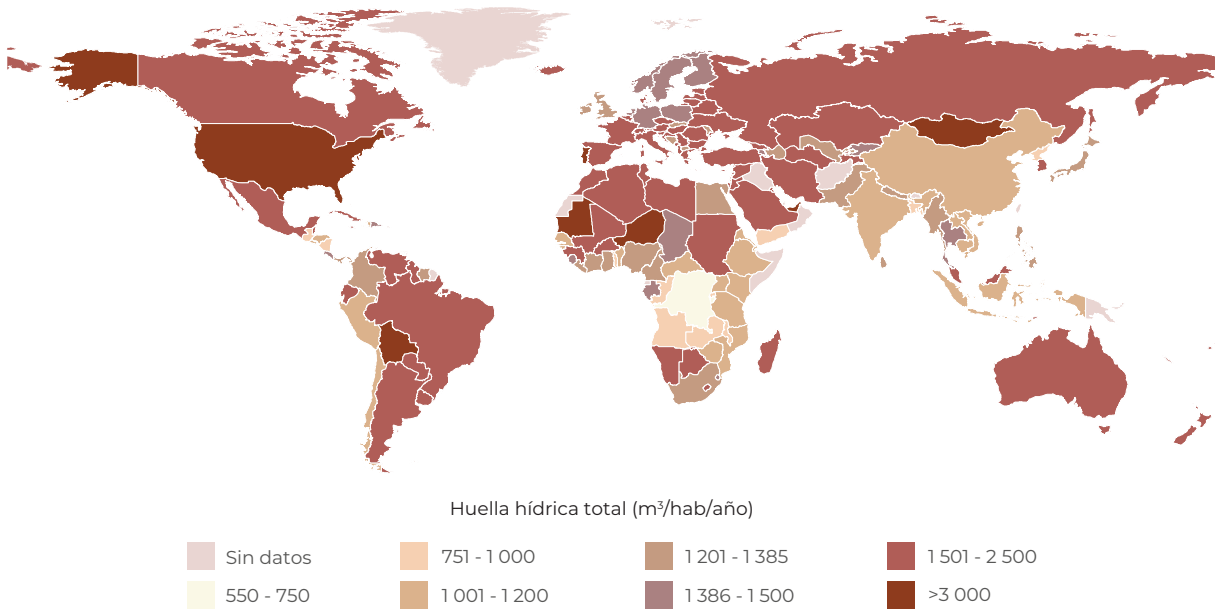 Huella hídrica total (m³/hab/año)
Sin datos
751 - 1 000
1 201 - 1 385
1 501 - 2 500
550 - 750
1 001 - 1 200
1 386 - 1 500
>3 000